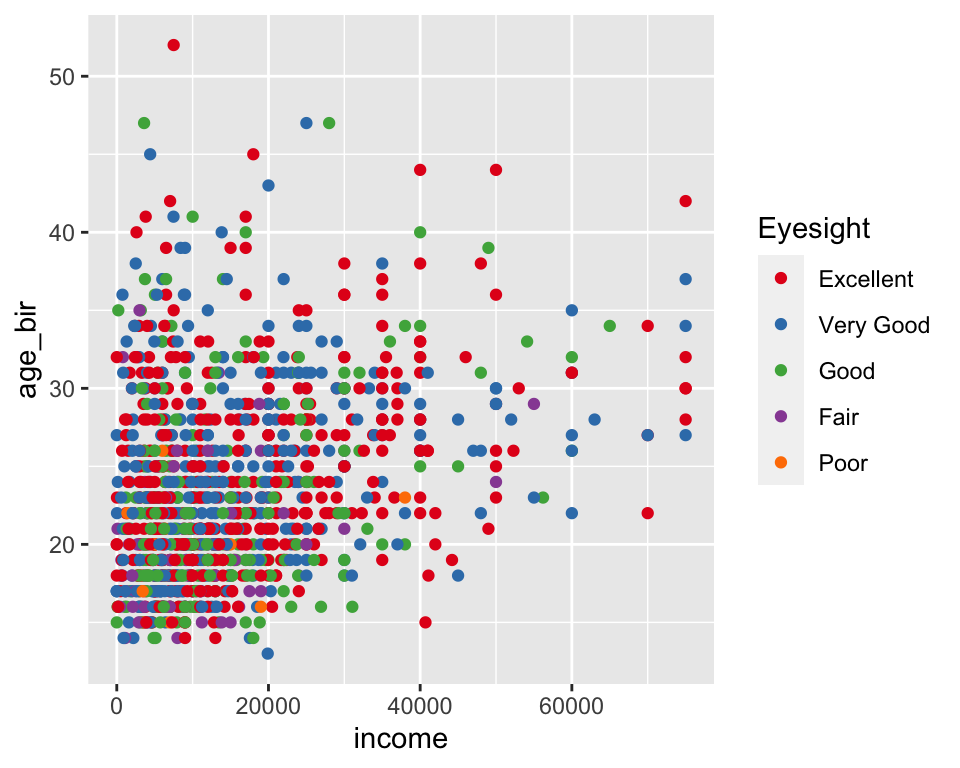 50
40
30
20
0
20000
40000
60000
income
age_bir
Eyesight
Excellent
Very Good
Good
Fair
Poor